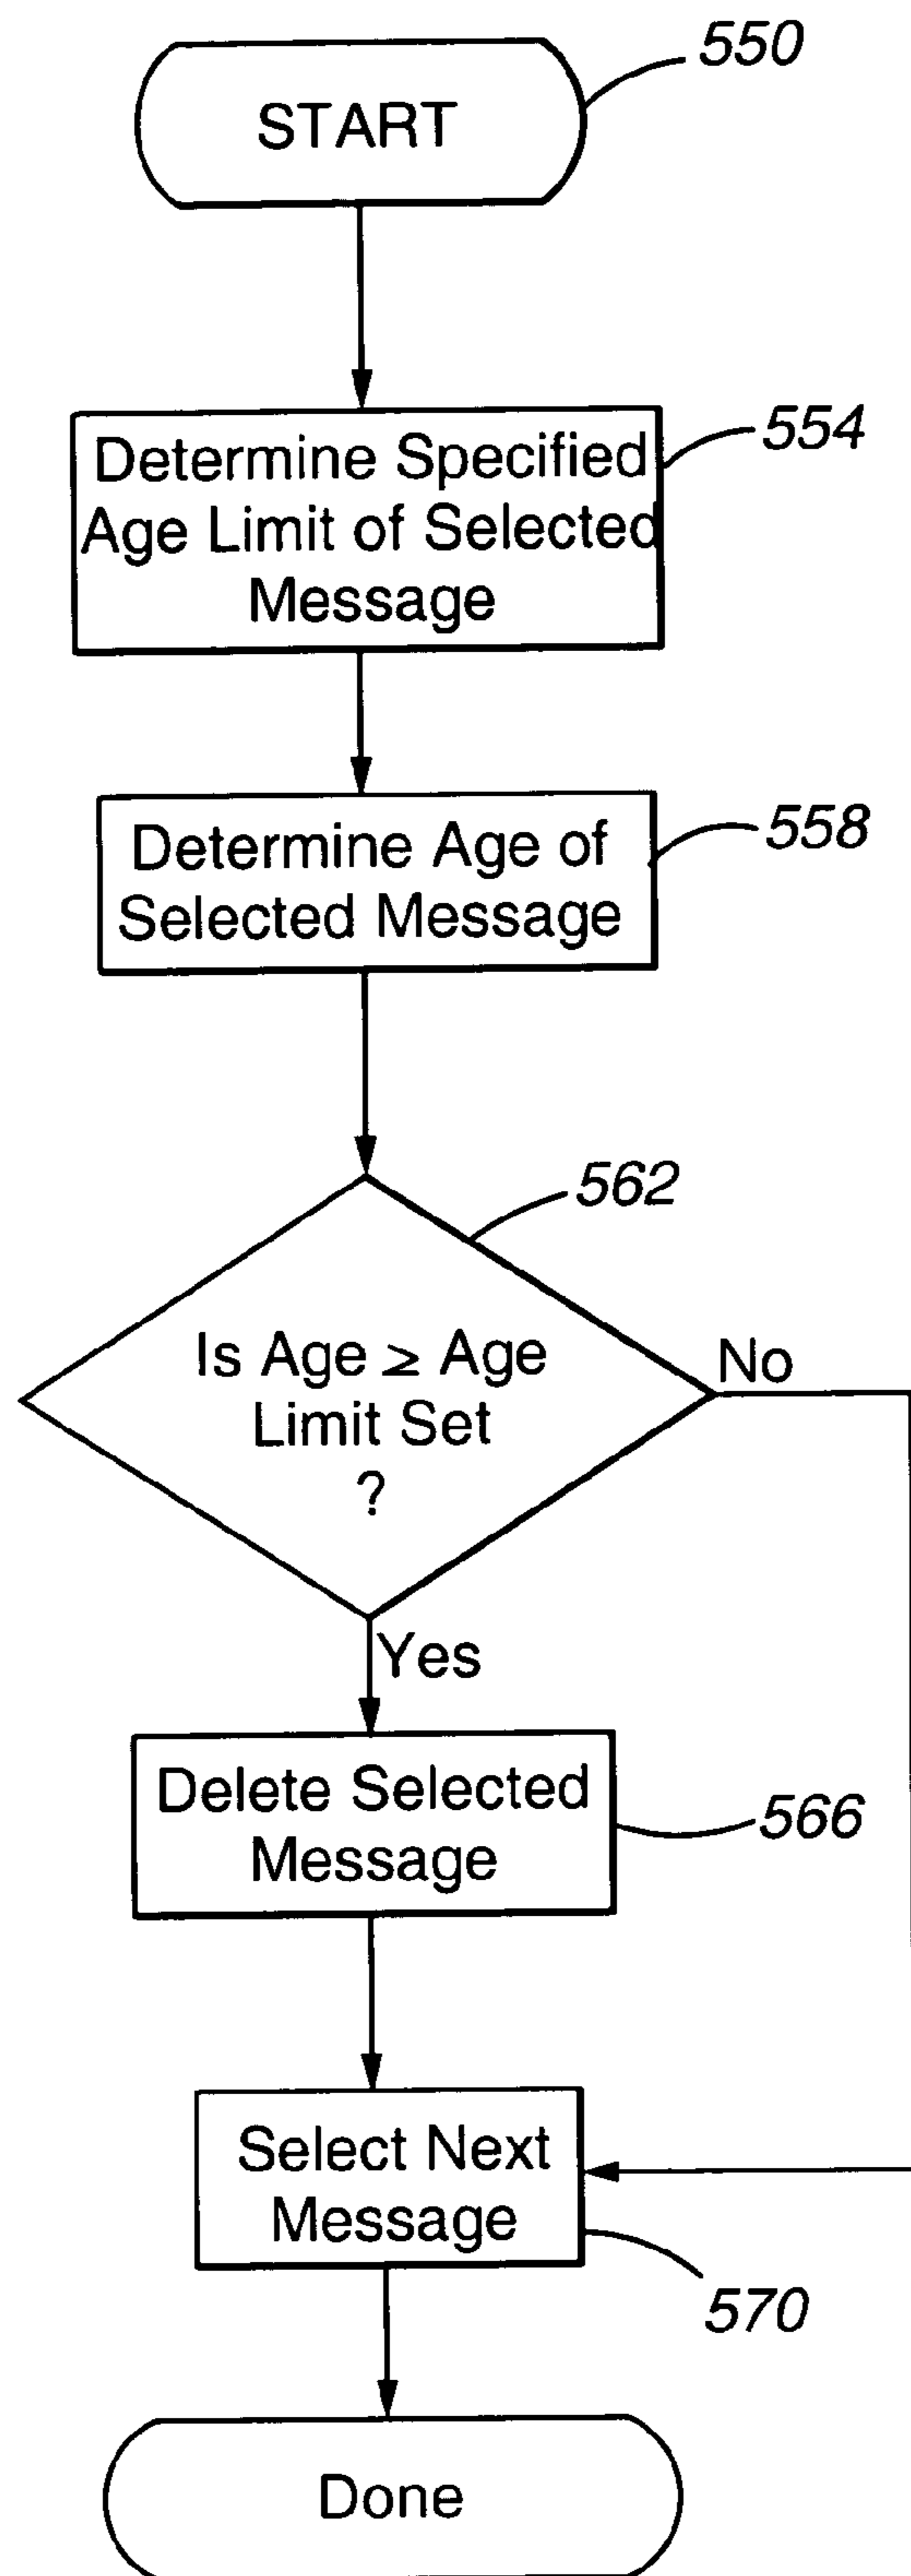 550
START
554
Determine Specified
Age Limit of Selected
Message
558
Determine Age of
Selected Message
562
Is Age ≥ Age
Limit Set
?
No
Yes
Delete Selected
Message
566
Select Next
Message
570
Done